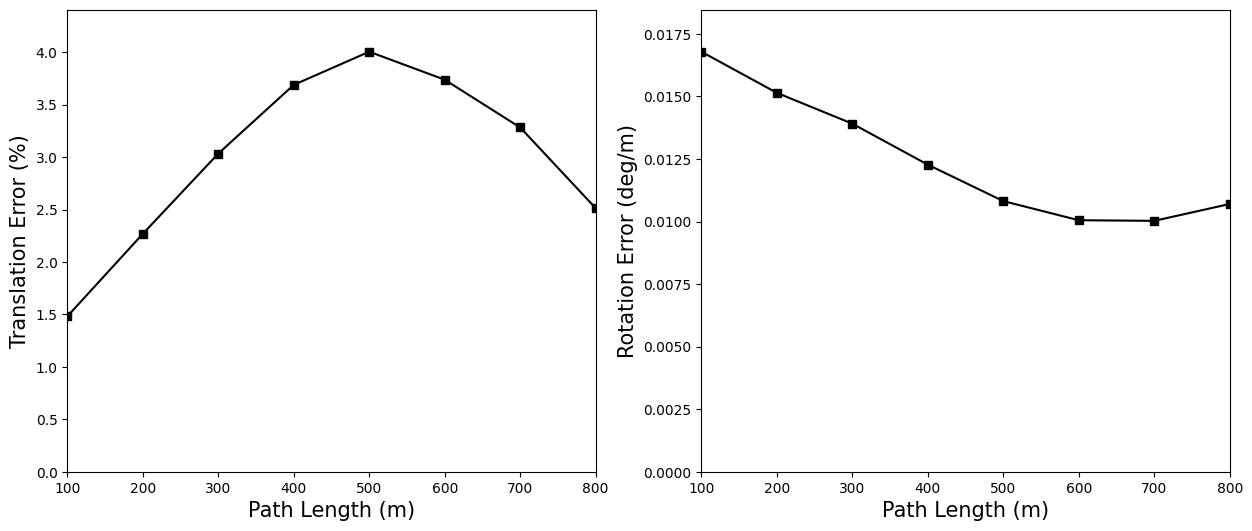 4.0
3.5
3.0
2.5
2.0
1.5
1.0
0.5
0.0
Translation Error (%)
100 200 300 400 500 600 700 800
Path Length (m)
0.0175
0.0150
0.0125
0.0100
0.0075
0.0050
0.0025
0.0000
Rotation Error (deg/m)
100 200 300 400 500 600 700 800
Path Length (m)